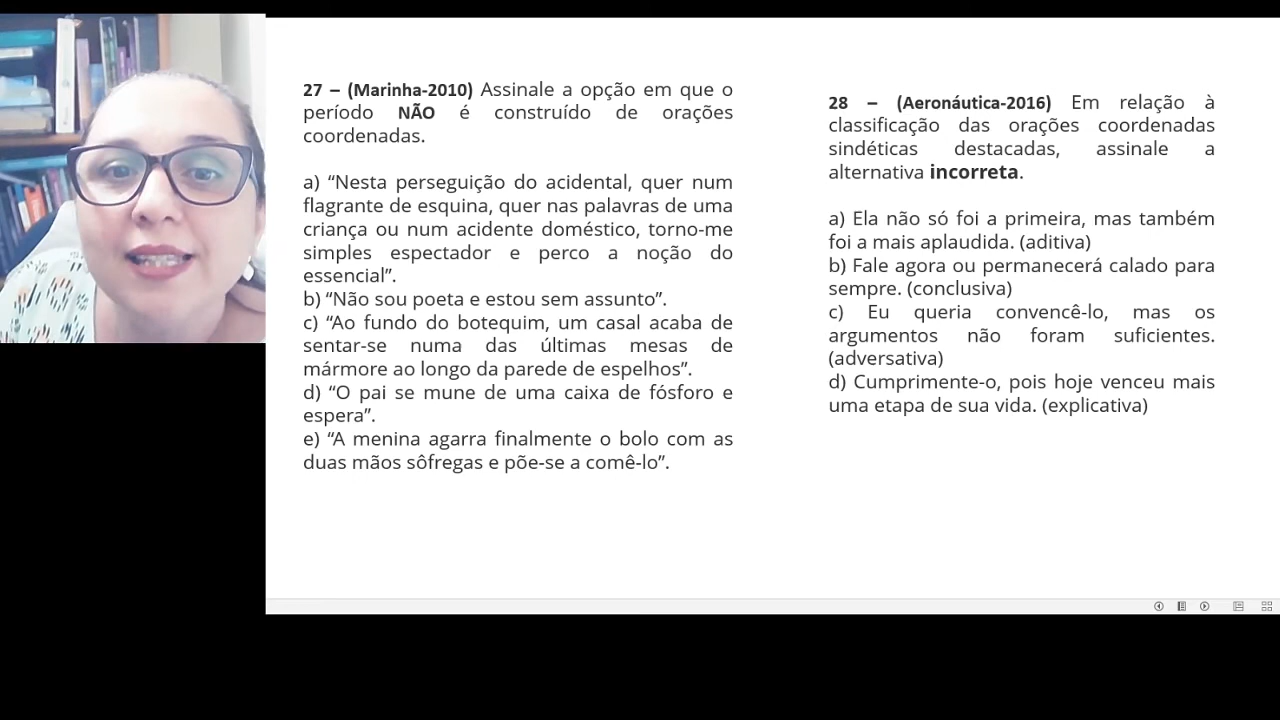 27 – (Marinha-2010) Assinale a opção em que o
período NÃO é construído de orações
coordenadas.
a) “Nesta perseguição do acidental, quer num
flagrante de esquina, quer nas palavras de uma
criança ou num acidente doméstico, torno-me
simples espectador e perco a noção do
essencial”.
b) “Não sou poeta e estou sem assunto”.
c) “Ao fundo do botequim, um casal acaba de
sentar-se numa das últimas mesas de
mármore ao longo da parede de espelhos”.
d) “O pai se mune de uma caixa de fósforo e
espera”.
e) “A menina agarra finalmente o bolo com as
duas mãos sôfregas e põe-se a comê-lo”.
28 – (Aeronáutica-2016) Em relação à
classificação das orações coordenadas
sindéticas destacadas, assinale a
alternativa incorreta.
a) Ela não só foi a primeira, mas também
foi a mais aplaudida. (aditiva)
b) Fale agora ou permanecerá calado para
sempre. (conclusiva)
c) Eu queria convencê-lo, mas os
argumentos não foram suficientes.
(adversativa)
d) Cumprimente-o, pois hoje venceu mais
uma etapa de sua vida. (explicativa)